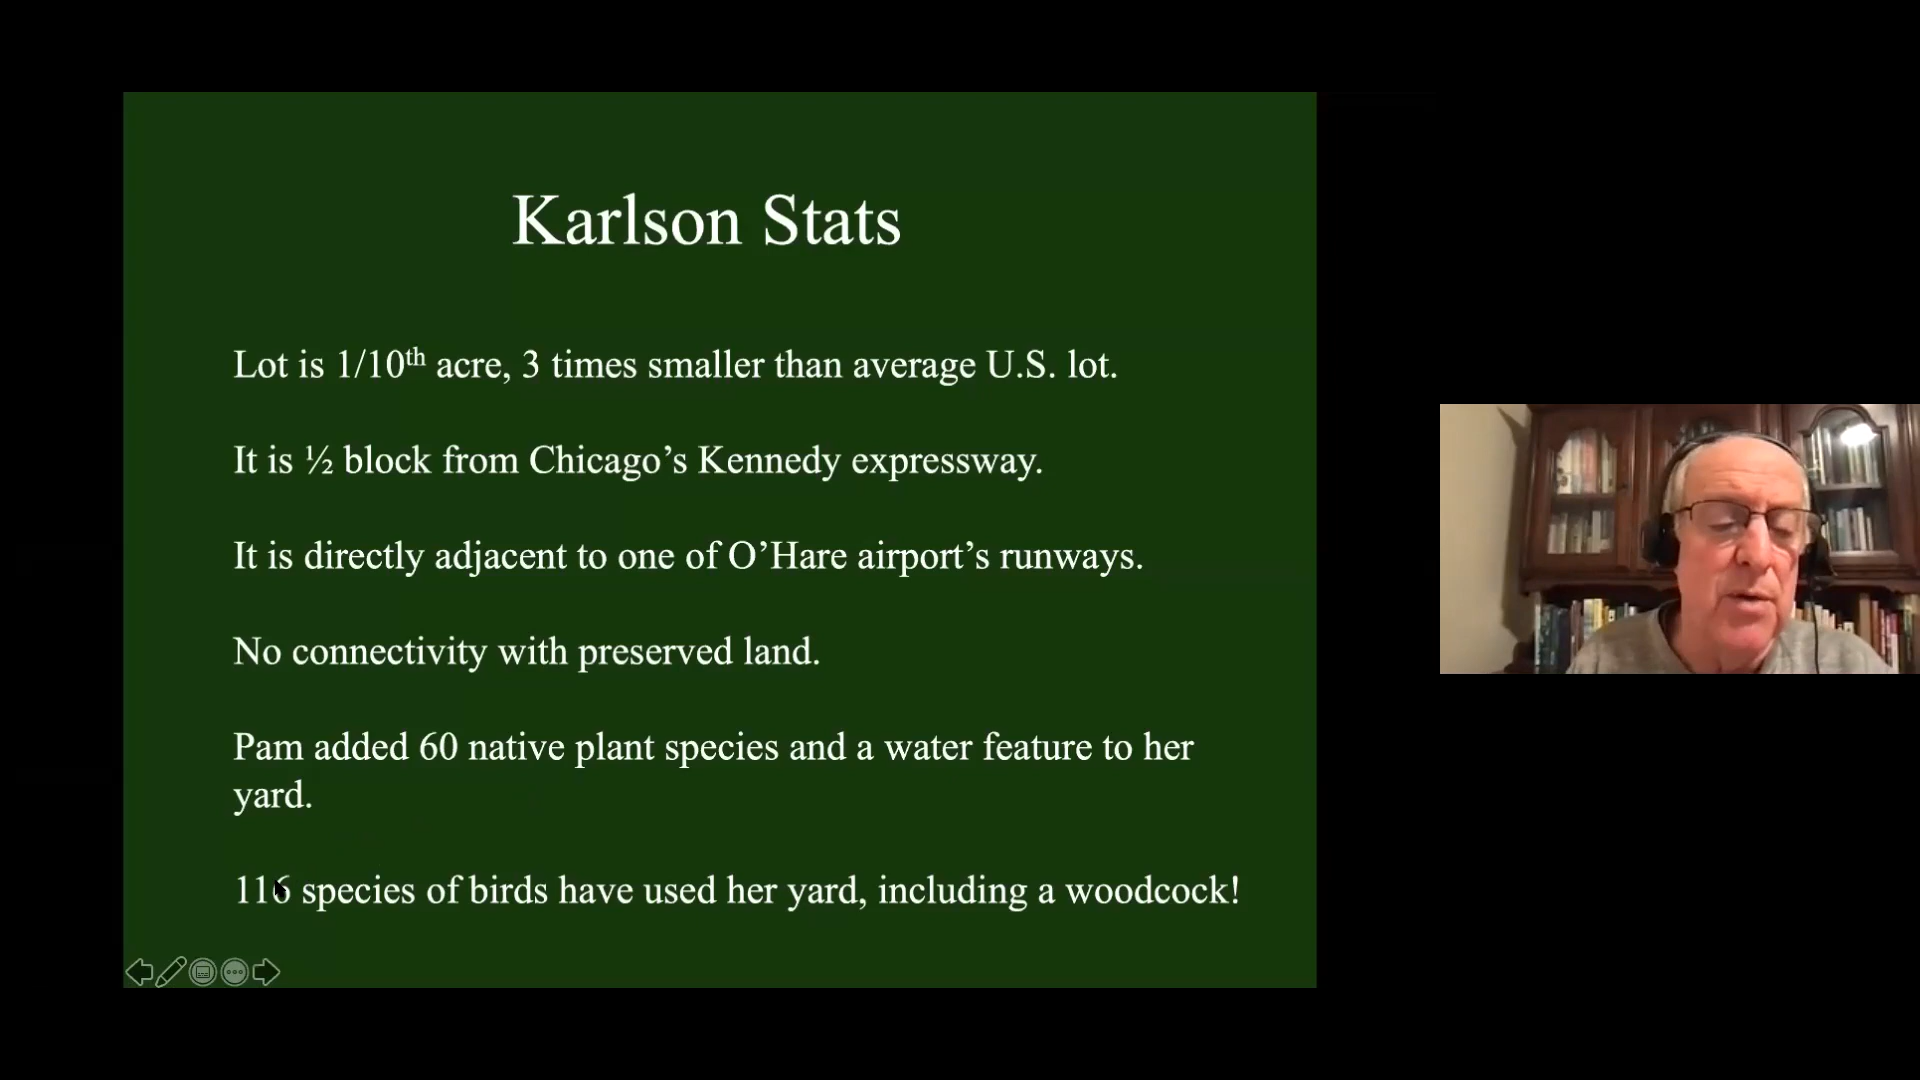 Karlson Stats
Lot is 1/10th acre, 3 times smaller than average U.S. lot.
It is ½ block from Chicago’s Kennedy expressway.
It is directly adjacent to one of O’Hare airport’s runways.
No connectivity with preserved land.
Pam added 60 native plant species and a water feature to her
yard.
116 species of birds have used her yard, including a woodcock!